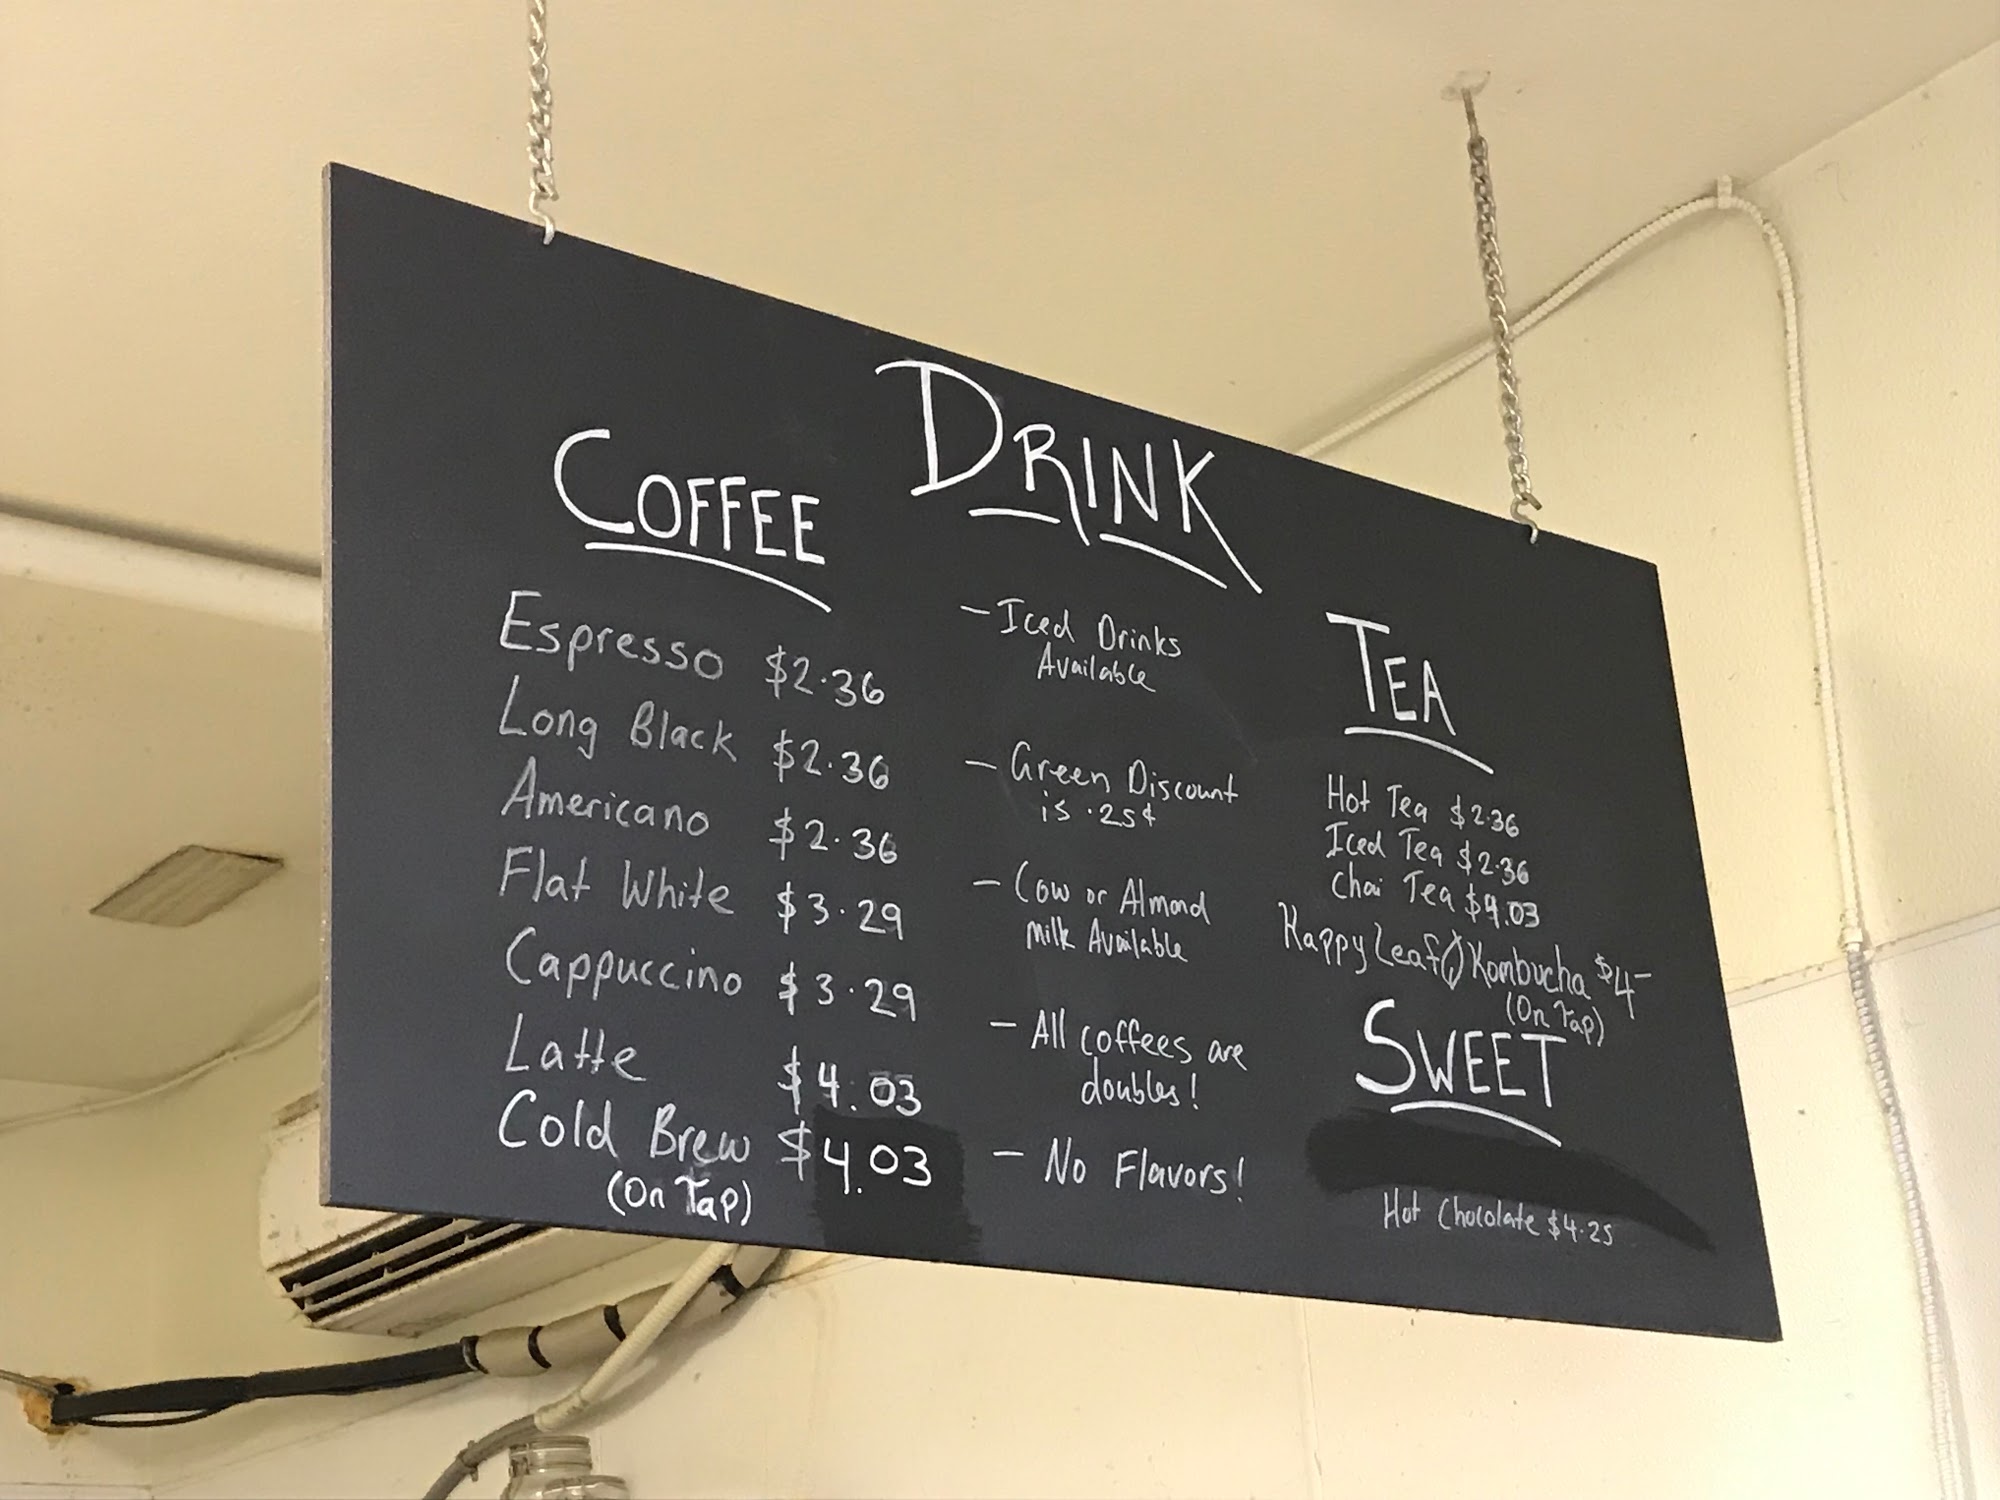 DRINK
COFFEE
Espresso $2.36
Long Black $2.36
Americano $2.36
Flat White $3.29
Cappuccino $3.29
Latte $4.03
Cold Brew $4.03
(On Tap)
- Iced Drinks
Available
- Green Discount
is .25¢
- Cow or Almond
Milk Available
- All coffees are
doubles!
- No Flavors!
TEA
Hot Tea $2.36
Iced Tea $2.36
Chai Tea $4.03
Happy Leaf Kombucha $4-
(On Tap)
SWEET
Hot Chocolate $4.25